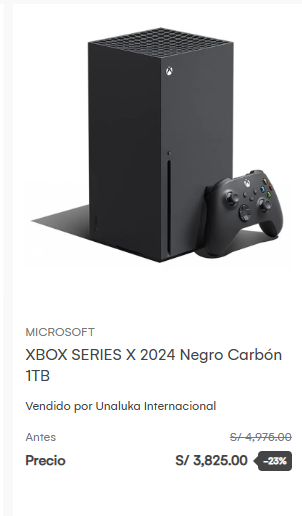 MICROSOFT
XBOX SERIES X 2024 Negro Carbón
1TB
Vendido por Unaluka Internacional
Antes S/ 4,975.00
Precio S/ 3,825.00 -23%